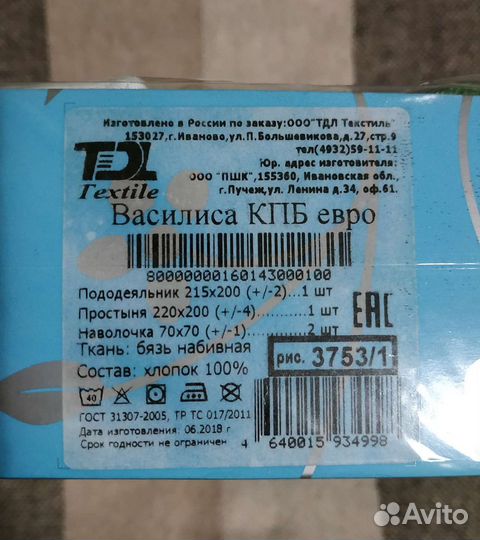 Изготовлено в России по заказу:ООО"ТДЛ Текстиль"
153027,г.Иваново,ул.П.Большевикова,д.27,стр.9
тел(4932)59-11-11
Юр. адрес изготовителя:
ООО "ПШК",155360, Ивановская обл.,
г.Пучеж,ул. Ленина д.34, оф.61.
TDL
Textile
Василиса КПБ евро
80000000160143000100
Пододеяльник 215x200 (+/-2)...1 шт
Простыня 220x200 (+/-4)...........1 шт
Наволочка 70x70 (+/-1)............2 шт
EAC
Ткань: бязь набивная
рис. 3753/1
Состав: хлопок 100%
40
ГОСТ 31307-2005, ТР ТС 017/2011
Дата изготовления: 06.2018 г.
Срок годности не ограничен
4 640015 934998
Avito